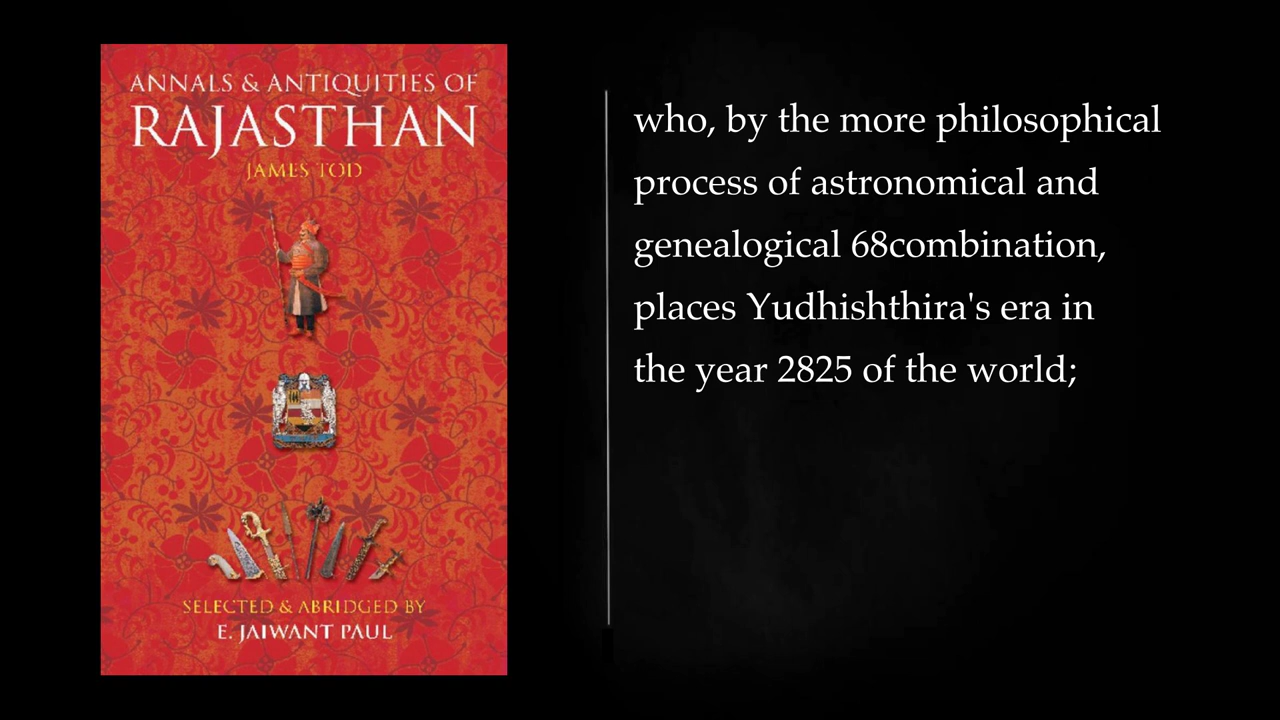 ANNALS & ANTIQUITIES OF
RAJASTHAN
JAMES TOD
SELECTED & ABRIDGED BY
E. JAIWANT PAUL
who, by the more philosophical
process of astronomical and
genealogical 68combination,
places Yudhishthira's era in
the year 2825 of the world;